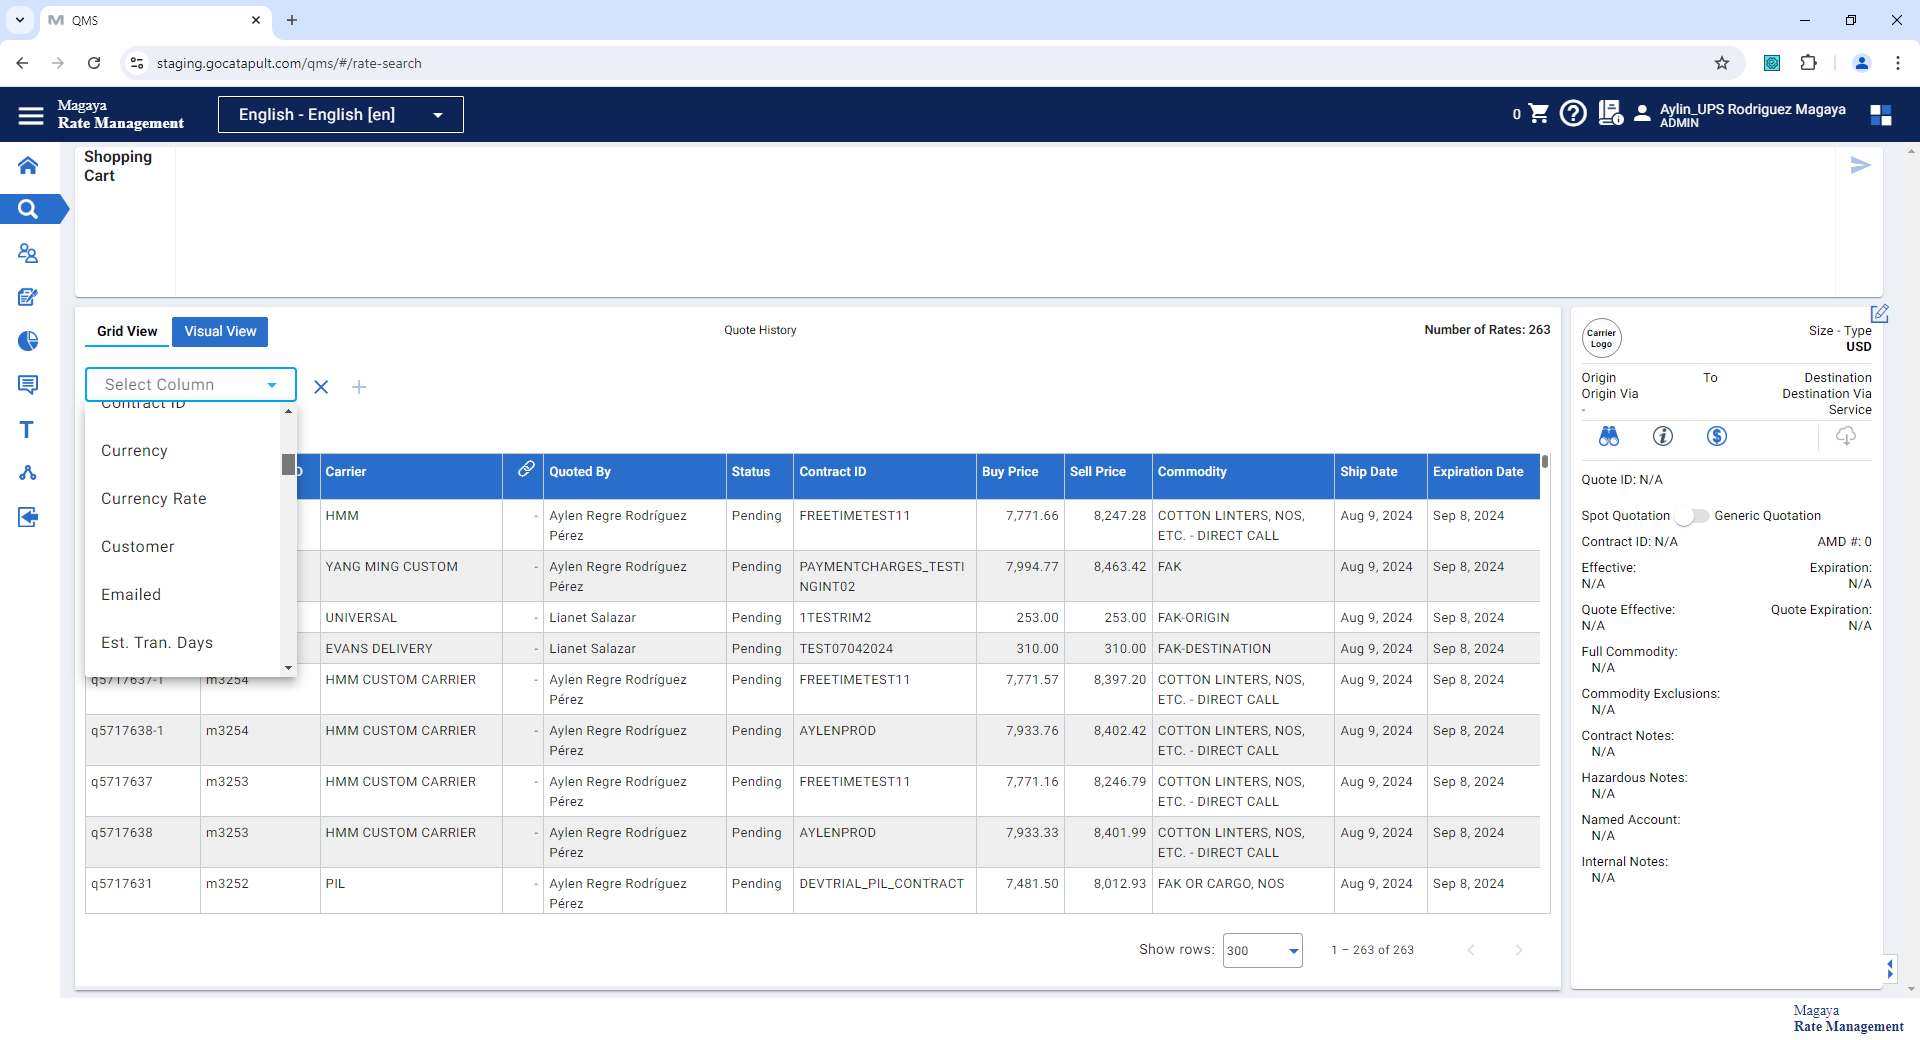 QMS
staging.gocatapult.com/qms/#/rate-search
Magaya
Rate Management
English - English [en]
0
Aylin_UPS Rodriguez Magaya
ADMIN
Shopping
Cart
Grid View
Visual View
Quote History
Number of Rates: 263
Select Column
Contract ID
Currency
Currency Rate
Customer
Emailed
Est. Tran. Days
Carrier Quoted By Status Contract ID Buy Price Sell Price Commodity Ship Date Expiration Date
HMM - Aylen Regre Rodríguez Pending FREETIMETEST11 7,771.66 8,247.28 COTTON LINTERS, NOS, Aug 9, 2024 Sep 8, 2024
Pérez ETC. - DIRECT CALL
YANG MING CUSTOM - Aylen Regre Rodríguez Pending PAYMENTCHARGES_TESTI 7,994.77 8,463.42 FAK Aug 9, 2024 Sep 8, 2024
Pérez NGINT02
UNIVERSAL - Lianet Salazar Pending 1TESTRIM2 253.00 253.00 FAK-ORIGIN Aug 9, 2024 Sep 8, 2024
EVANS DELIVERY - Lianet Salazar Pending TEST07042024 310.00 310.00 FAK-DESTINATION Aug 9, 2024 Sep 8, 2024
q5717637-1 m3254 HMM CUSTOM CARRIER - Aylen Regre Rodríguez Pending FREETIMETEST11 7,771.57 8,397.20 COTTON LINTERS, NOS, Aug 9, 2024 Sep 8, 2024
Pérez ETC. - DIRECT CALL
q5717638-1 m3254 HMM CUSTOM CARRIER - Aylen Regre Rodríguez Pending AYLENPROD 7,933.76 8,402.42 COTTON LINTERS, NOS, Aug 9, 2024 Sep 8, 2024
Pérez ETC. - DIRECT CALL
q5717637 m3253 HMM CUSTOM CARRIER - Aylen Regre Rodríguez Pending FREETIMETEST11 7,771.16 8,246.79 COTTON LINTERS, NOS, Aug 9, 2024 Sep 8, 2024
Pérez ETC. - DIRECT CALL
q5717638 m3253 HMM CUSTOM CARRIER - Aylen Regre Rodríguez Pending AYLENPROD 7,933.33 8,401.99 COTTON LINTERS, NOS, Aug 9, 2024 Sep 8, 2024
Pérez ETC. - DIRECT CALL
q5717631 m3252 PIL - Aylen Regre Rodríguez Pending DEVTRIAL_PIL_CONTRACT 7,481.50 8,012.93 FAK OR CARGO, NOS Aug 9, 2024 Sep 8, 2024
Pérez
Show rows: 300 1 – 263 of 263
Carrier
Logo
Size - Type
USD
Origin To Destination
Origin Via Destination Via
- Service
Quote ID: N/A
Spot Quotation Generic Quotation
Contract ID: N/A AMD #: 0
Effective: Expiration:
N/A N/A
Quote Effective: Quote Expiration:
N/A N/A
Full Commodity:
N/A
Commodity Exclusions:
N/A
Contract Notes:
N/A
Hazardous Notes:
N/A
Named Account:
N/A
Internal Notes:
N/A
Magaya
Rate Management